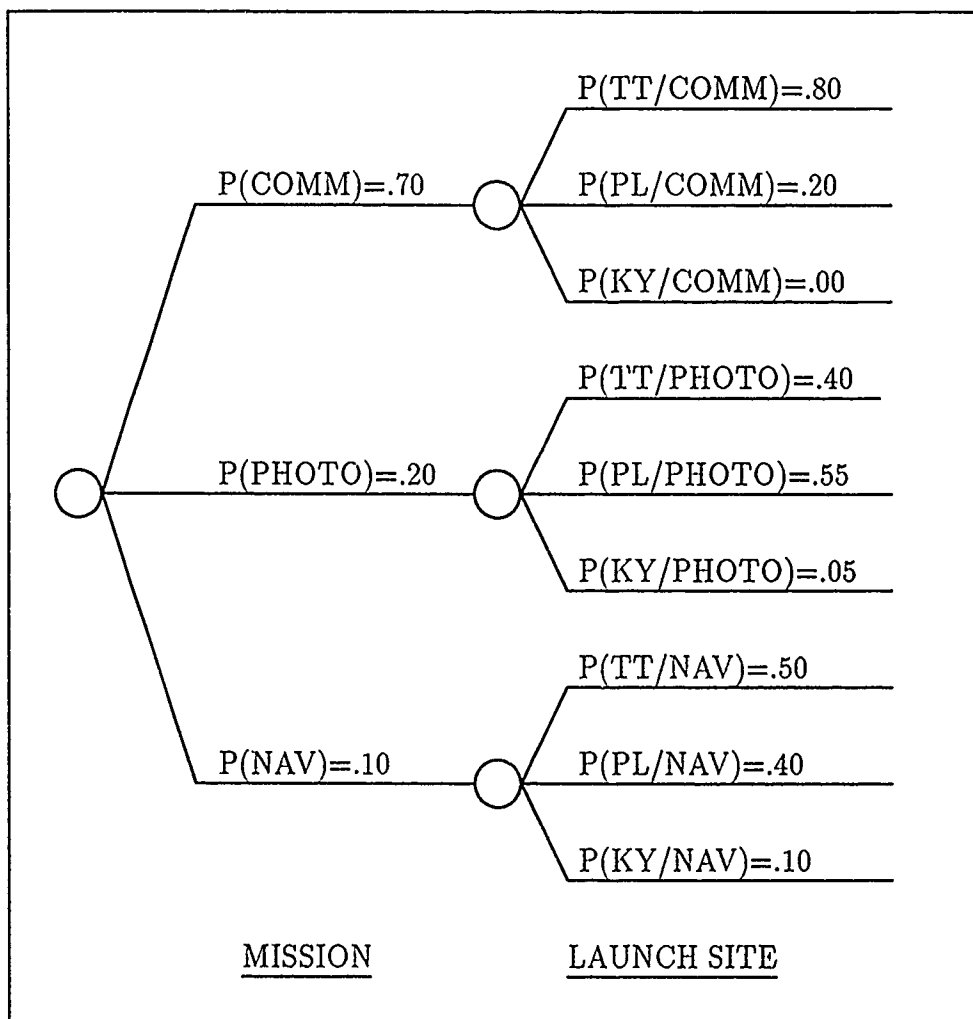 P(TT/COMM)=.80
P(COMM)=.70
P(PL/COMM)=.20
P(KY/COMM)=.00
P(TT/PHOTO)=.40
P(PHOTO)=.20
P(PL/PHOTO)=.55
P(KY/PHOTO)=.05
P(TT/NAV)=.50
P(NAV)=.10
P(PL/NAV)=.40
P(KY/NAV)=.10
MISSION
LAUNCH SITE